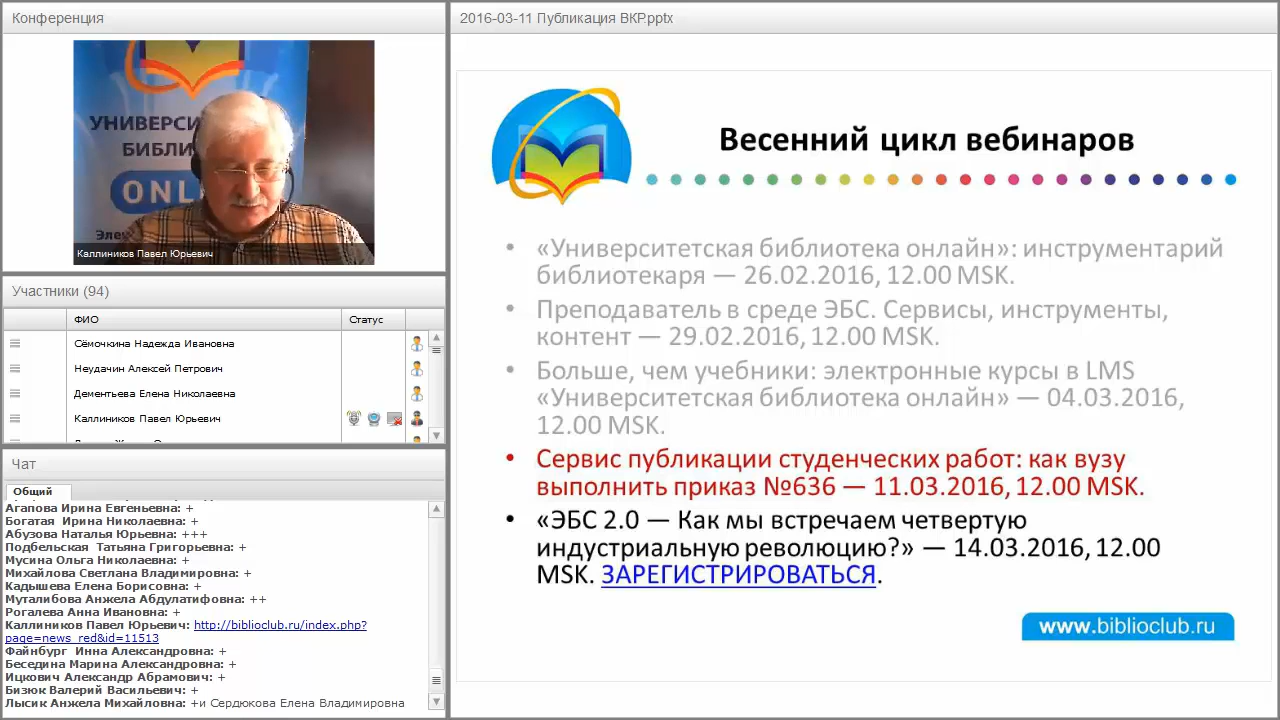 Конференция
УНИВЕРСИ
БИБЛИ
ONL
Эле
Каллиников Павел Юрьевич
Участники (94)
ФИО
Статус
Сёмочкина Надежда Ивановна
Неудачин Алексей Петрович
Дементьева Елена Николаевна
Каллиников Павел Юрьевич
Чат
Общий
Агапова Ирина Евгеньевна: +
Богатая Ирина Николаевна: +
Абузова Наталья Юрьевна: +++
Подбельская Татьяна Григорьевна: +
Мусина Ольга Николаевна: +
Михайлова Светлана Владимировна: +
Кадышева Елена Борисовна: +
Муталибова Анжела Абдулатифовна: ++
Рогалева Анна Ивановна: +
Каллиников Павел Юрьевич: http://biblioclub.ru/index.php?
page=news_red&id=11513
Файнбург Инна Александровна: +
Беседина Марина Александровна: +
Ицкович Александр Абрамович: +
Бизюк Валерий Васильевич: +
Лысик Анжела Михайловна: +и Сердюкова Елена Владимировна
2016-03-11 Публикация ВКР.pptx
Весенний цикл вебинаров
• «Университетская библиотека онлайн»: инструментарий
библиотекаря — 26.02.2016, 12.00 MSK.
• Преподаватель в среде ЭБС. Сервисы, инструменты,
контент — 29.02.2016, 12.00 MSK.
• Больше, чем учебники: электронные курсы в LMS
«Университетская библиотека онлайн» — 04.03.2016,
12.00 MSK.
• Сервис публикации студенческих работ: как вузу
выполнить приказ №636 — 11.03.2016, 12.00 MSK.
• «ЭБС 2.0 — Как мы встречаем четвертую
индустриальную революцию?» — 14.03.2016, 12.00
MSK. ЗАРЕГИСТРИРОВАТЬСЯ.
www.biblioclub.ru